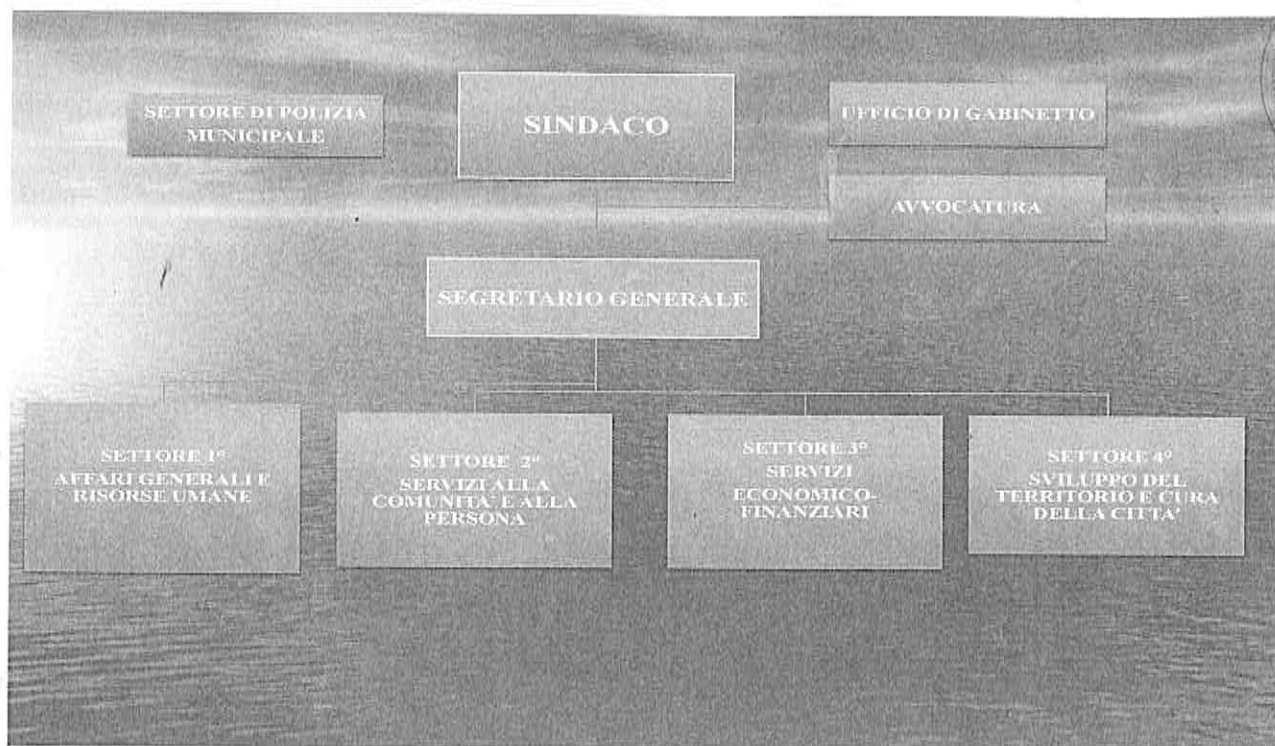 SETTORE DI POLIZIA
MUNICIPALE
SINDACO
UFFICIO DI GABINETTO
AVVOCATURA
SEGRETARIO GENERALE
SETTORE 1°
AFFARI GENERALI E
RISORSE UMANE
SETTORE 2°
SERVIZI ALLA
COMUNITA' E ALLA
PERSONA
SETTORE 3°
SERVIZI
ECONOMICO-
FINANZIARI
SETTORE 4°
SVILUPPO DEL
TERRITORIO E CURA
DELLA CITTA'